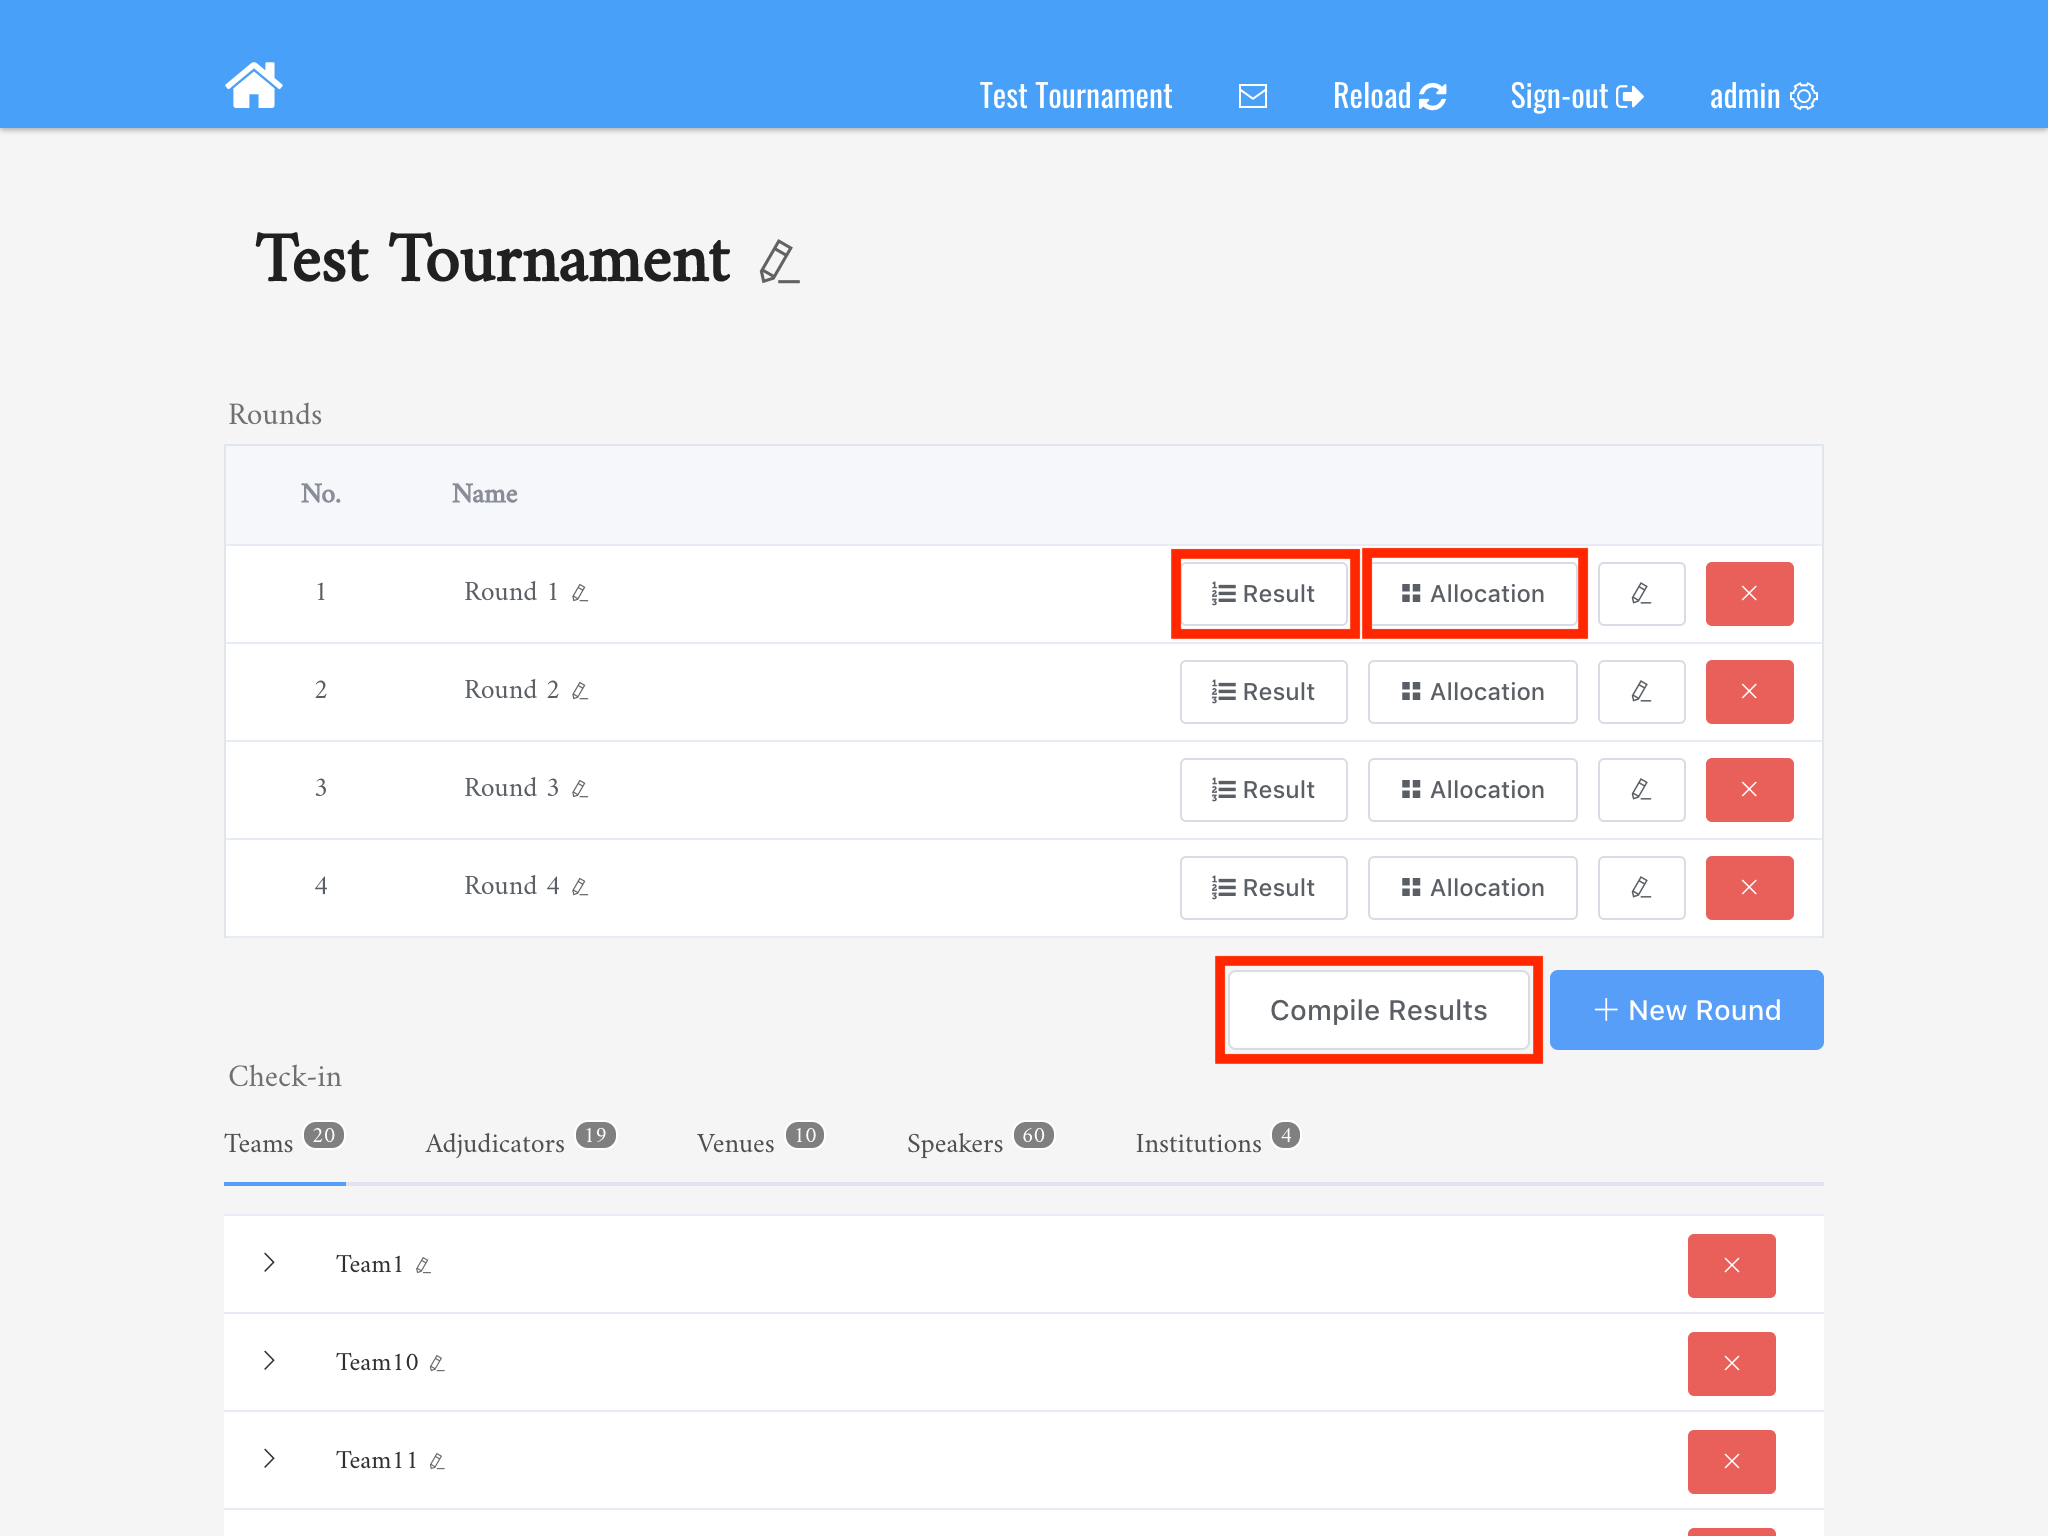 Test Tournament Reload Sign-out admin
Test Tournament
Rounds
No. Name
1 Round 1 Result Allocation
2 Round 2 Result Allocation
3 Round 3 Result Allocation
4 Round 4 Result Allocation
Compile Results + New Round
Check-in
Teams 20 Adjudicators 19 Venues 10 Speakers 60 Institutions 4
Team1
Team10
Team11